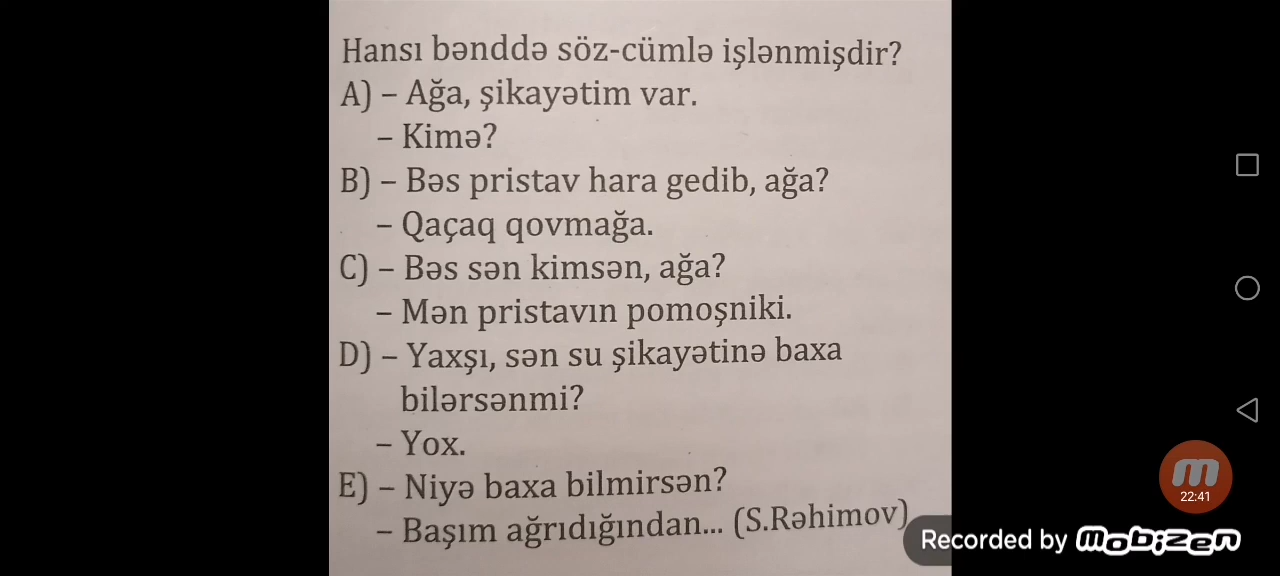 Hansı bənddə söz-cümlə işlənmişdir?
A) – Ağa, şikayətim var.
– Kimə?
B) – Bəs pristav hara gedib, ağa?
– Qaçaq qovmağa.
C) – Bəs sən kimsən, ağa?
– Mən pristavın pomoşniki.
D) – Yaxşı, sən su şikayətinə baxa
bilərsənmi?
– Yox.
E) – Niyə baxa bilmirsən?
– Başım ağrıdığından... (S.Rəhimov)
22:41
Recorded by mobizen